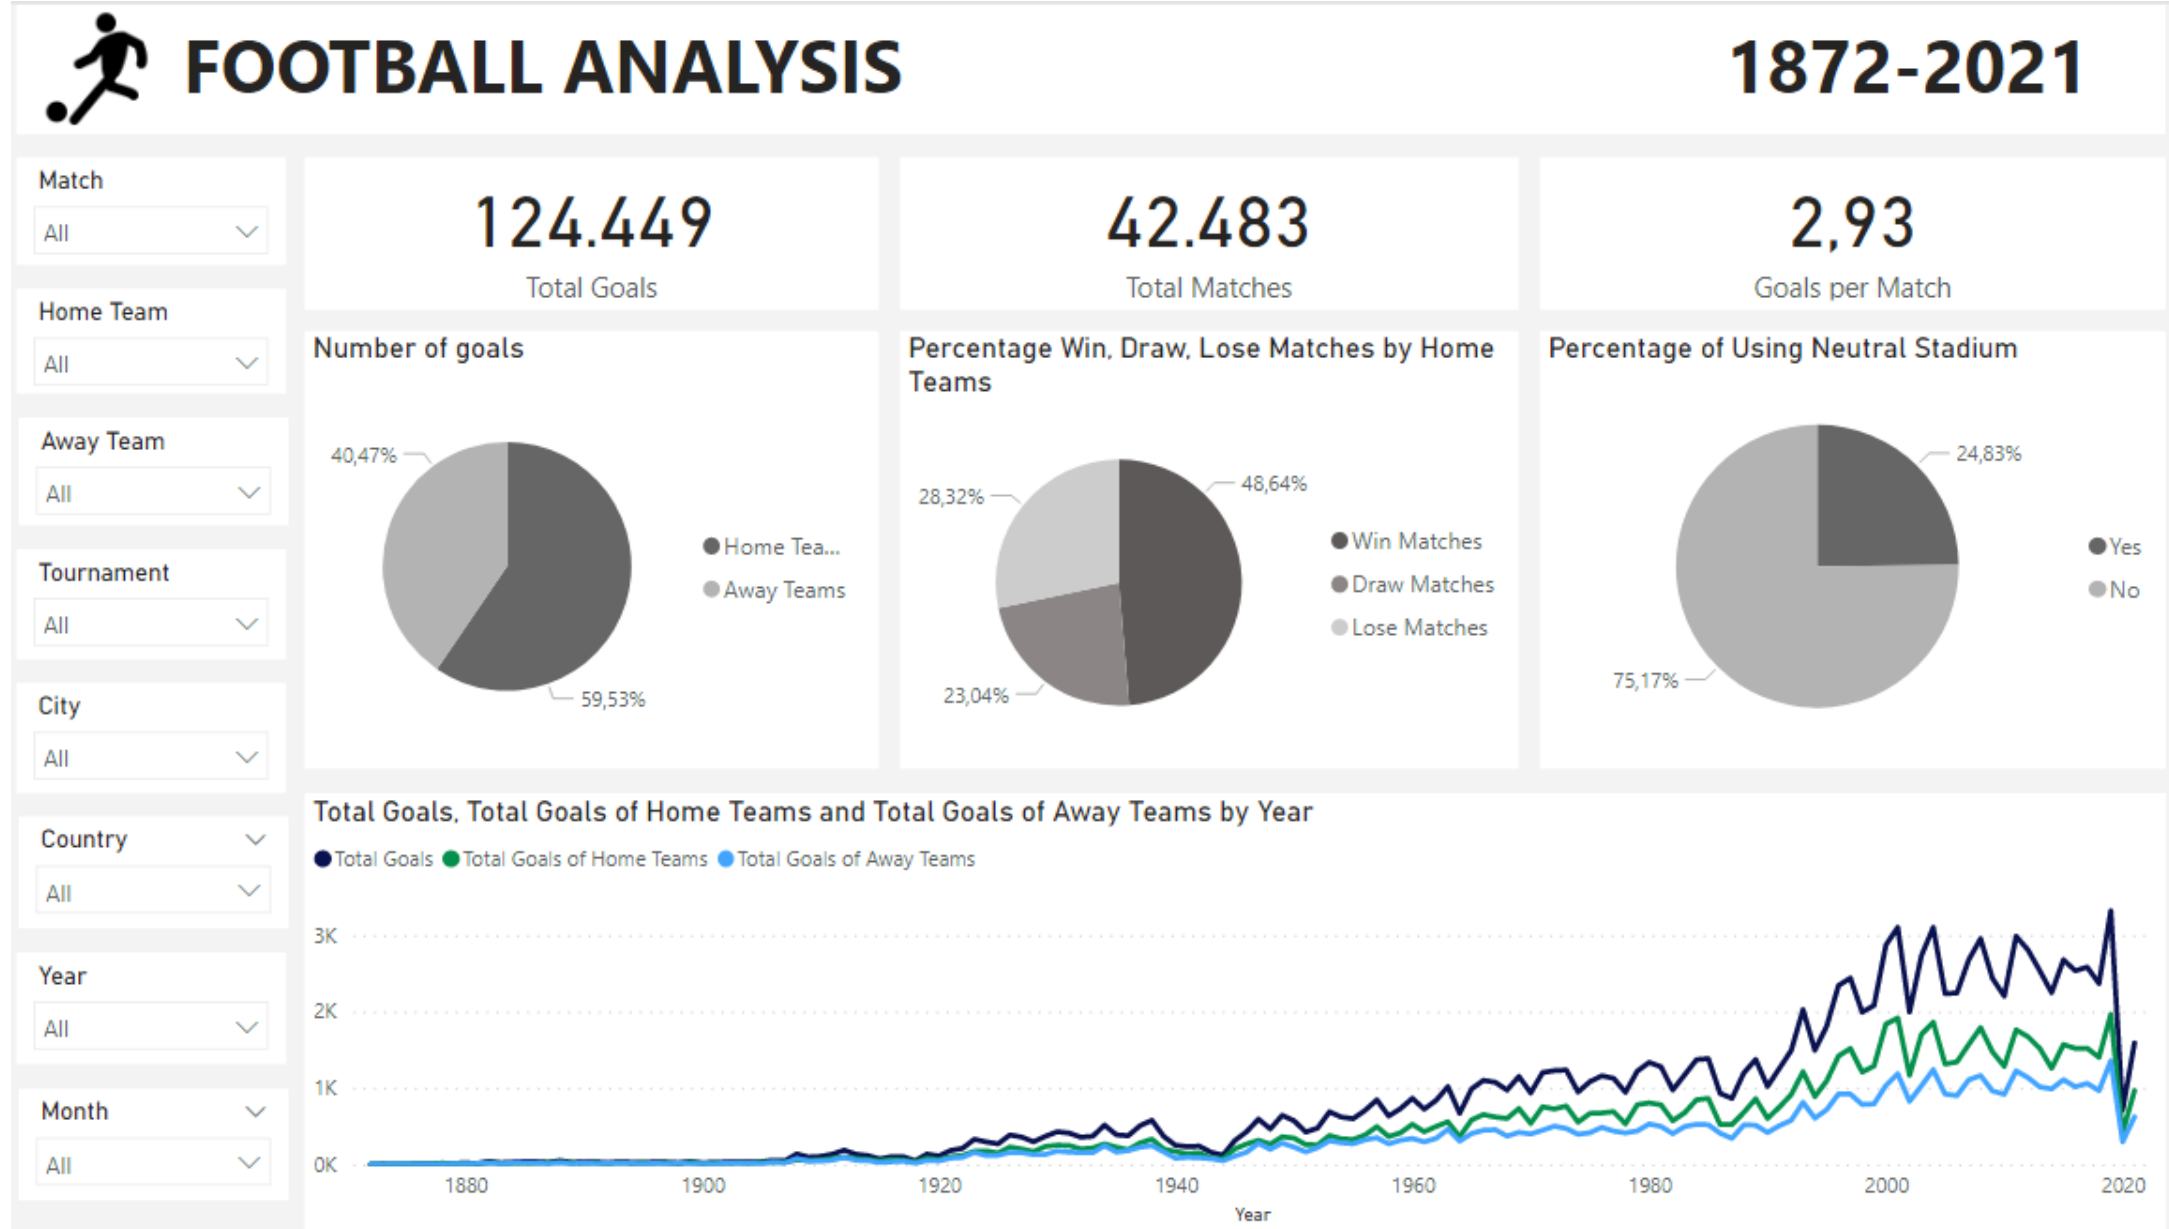 FOOTBALL ANALYSIS
1872-2021
Match
All
Home Team
All
Away Team
All
Tournament
All
City
All
Country
All
Year
All
Month
All
124.449
Total Goals
42.483
Total Matches
2,93
Goals per Match
Number of goals
40,47%
59,53%
Home Tea...
Away Teams
Percentage Win, Draw, Lose Matches by Home
Teams
28,32%
48,64%
23,04%
Win Matches
Draw Matches
Lose Matches
Percentage of Using Neutral Stadium
24,83%
75,17%
Yes
No
Total Goals, Total Goals of Home Teams and Total Goals of Away Teams by Year
Total Goals Total Goals of Home Teams Total Goals of Away Teams
3K
2K
1K
0K
1880 1900 1920 1940 1960 1980 2000 2020
Year